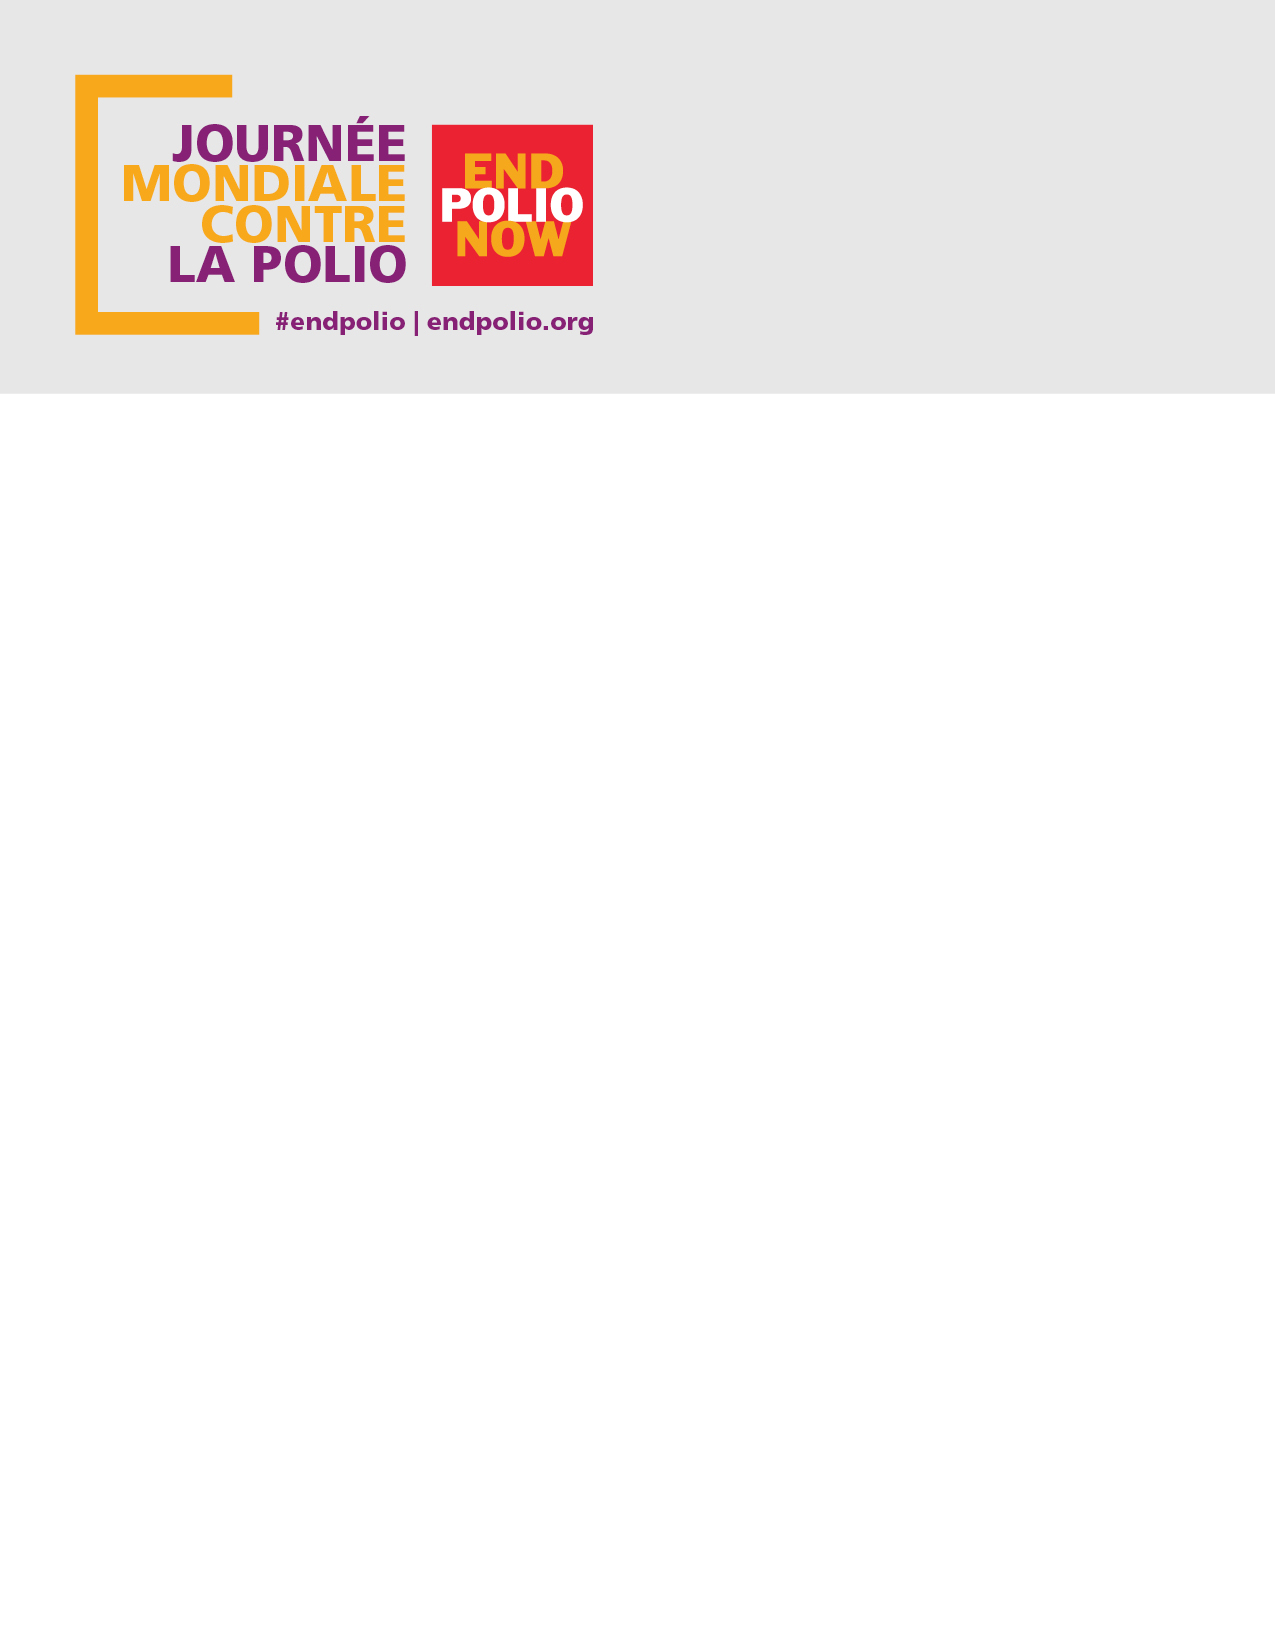 JOURNÉE
MONDIALE
CONTRE
LA POLIO
END
POLIO
NOW
#endpolio | endpolio.org